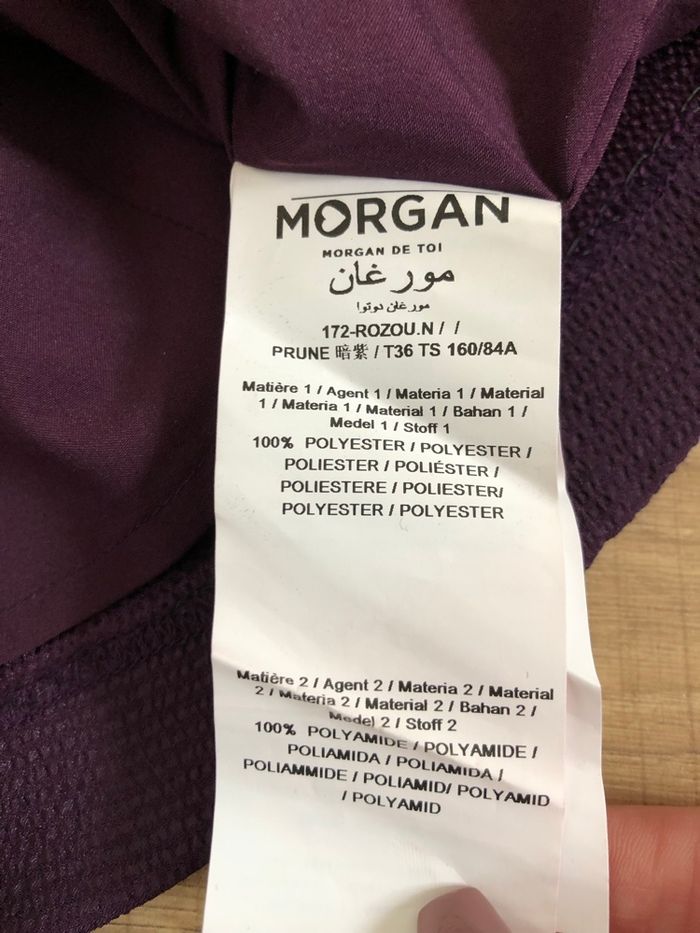 MORGAN
MORGAN DE TOI
مورغان
مورغان دوتوا
172-ROZOU.N / /
PRUNE 暗紫 / T36 TS 160/84A
Matière 1 / Agent 1 / Materia 1 / Material
1 / Materia 1 / Material 1 / Bahan 1 /
Medel 1 / Stoff 1
100% POLYESTER / POLYESTER /
POLIESTER / POLIÉSTER /
POLIESTERE / POLIESTER/
POLYESTER / POLYESTER
Matière 2 / Agent 2 / Materia 2 / Material
2 / Materia 2 / Material 2 / Bahan 2 /
Medel 2 / Stoff 2
100% POLYAMIDE / POLYAMIDE /
POLIAMIDA / POLIAMIDA /
POLIAMMIDE / POLIAMID/ POLYAMID
/ POLYAMID